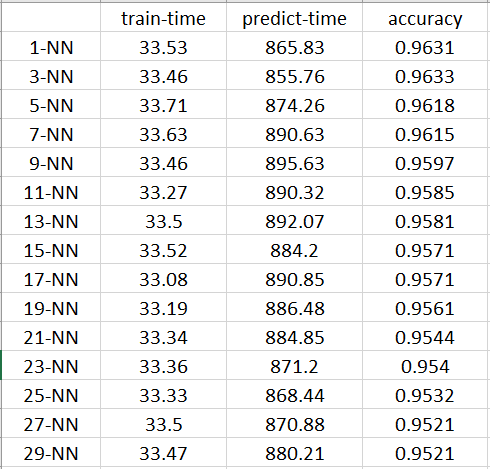 train-time predict-time accuracy
1-NN 33.53 865.83 0.9631
3-NN 33.46 855.76 0.9633
5-NN 33.71 874.26 0.9618
7-NN 33.63 890.63 0.9615
9-NN 33.46 895.63 0.9597
11-NN 33.27 890.32 0.9585
13-NN 33.5 892.07 0.9581
15-NN 33.52 884.2 0.9571
17-NN 33.08 890.85 0.9571
19-NN 33.19 886.48 0.9561
21-NN 33.34 884.85 0.9544
23-NN 33.36 871.2 0.954
25-NN 33.33 868.44 0.9532
27-NN 33.5 870.88 0.9521
29-NN 33.47 880.21 0.9521